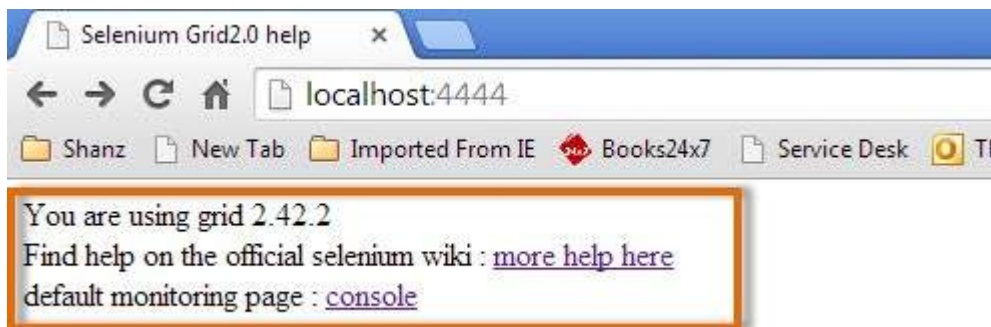 Selenium Grid2.0 help
localhost:4444
Shanz New Tab Imported From IE Books24x7 Service Desk
You are using grid 2.42.2
Find help on the official selenium wiki : more help here
default monitoring page : console